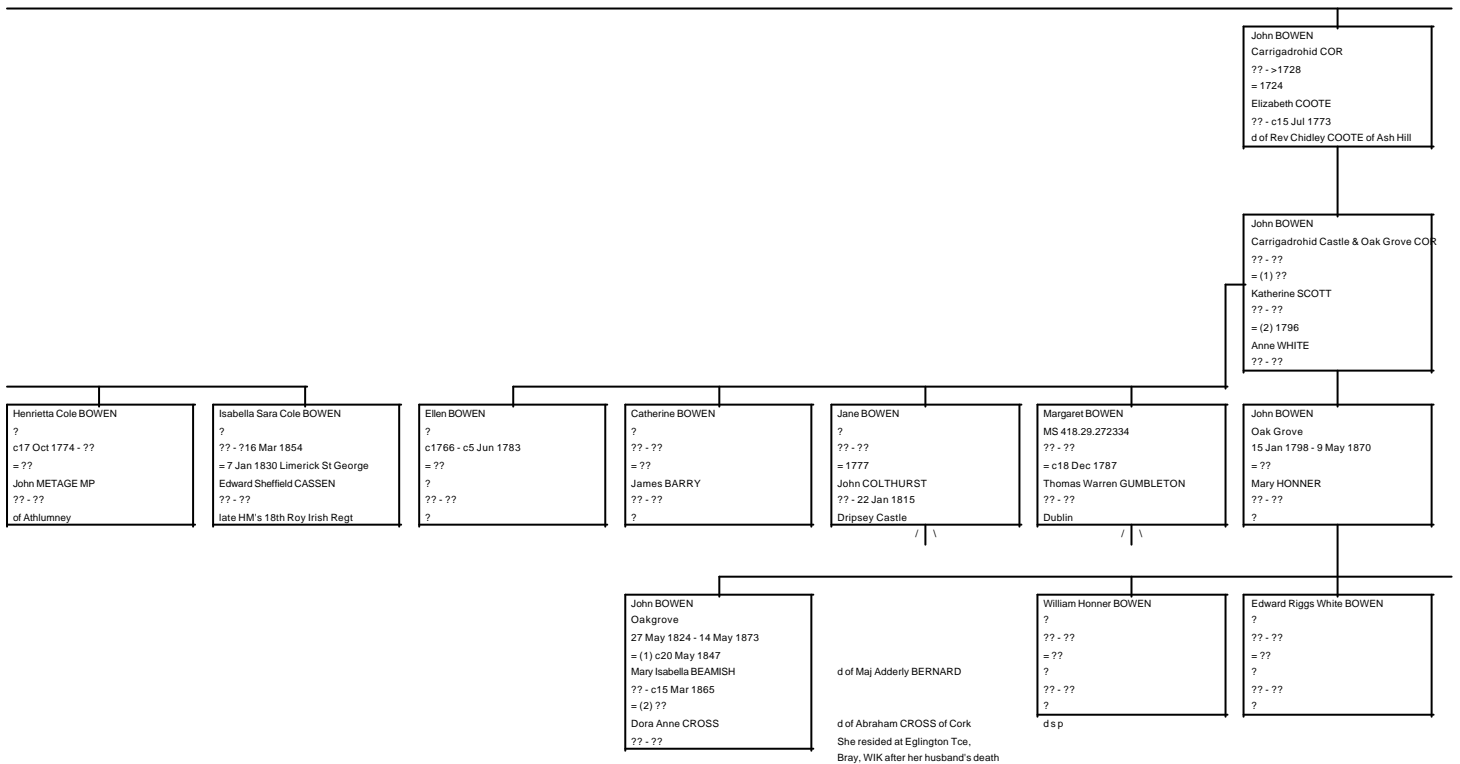 John BOWEN
Carrigadrohid COR
?? - >1728
= 1724
Elizabeth COOTE
?? - c15 Jul 1773
d of Rev Chidley COOTE of Ash Hill
John BOWEN
Carrigadrohid Castle & Oak Grove COR
?? - ??
= (1) ??
Katherine SCOTT
?? - ??
= (2) 1796
Anne WHITE
?? - ??
Henrietta Cole BOWEN
?
c17 Oct 1774 - ??
= ??
John METAGE MP
?? - ??
of Athlumney
Isabella Sara Cole BOWEN
?
?? - ?16 Mar 1854
= 7 Jan 1830 Limerick St George
Edward Sheffield CASSEN
?? - ??
late HM's 18th Roy Irish Regt
Ellen BOWEN
?
c1766 - c5 Jun 1783
= ??
?
?? - ??
?
Catherine BOWEN
?
?? - ??
= ??
James BARRY
?? - ??
?
Jane BOWEN
?
?? - ??
= 1777
John COLTHURST
?? - 22 Jan 1815
Dripsey Castle
/ \
Margaret BOWEN
MS 418.29.272334
?? - ??
= c18 Dec 1787
Thomas Warren GUMBLETON
?? - ??
Dublin
/ \
John BOWEN
Oak Grove
15 Jan 1798 - 9 May 1870
= ??
Mary HONNER
?? - ??
?
John BOWEN
Oakgrove
27 May 1824 - 14 May 1873
= (1) c20 May 1847
Mary Isabella BEAMISH
?? - c15 Mar 1865
= (2) ??
Dora Anne CROSS
?? - ??
d of Maj Adderly BERNARD
d of Abraham CROSS of Cork
She resided at Eglington Tce,
Bray, WIK after her husband's death
William Honner BOWEN
?
?? - ??
= ??
?
?? - ??
?
d s p
Edward Riggs White BOWEN
?
?? - ??
= ??
?
?? - ??
?